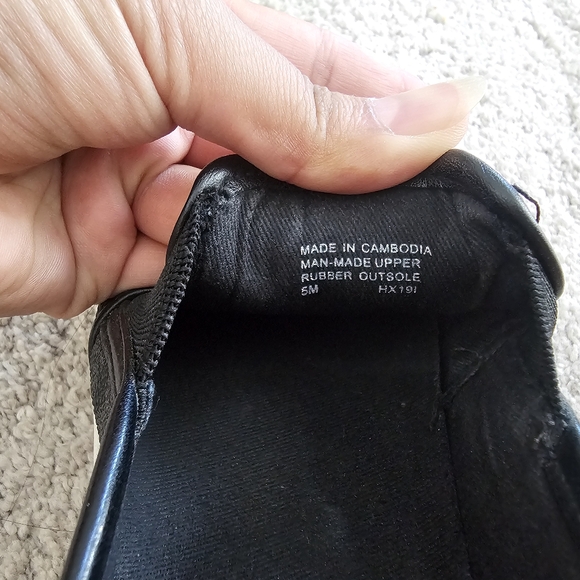 MADE IN CAMBODIA
MAN-MADE UPPER
RUBBER OUTSOLE
5M HX19I